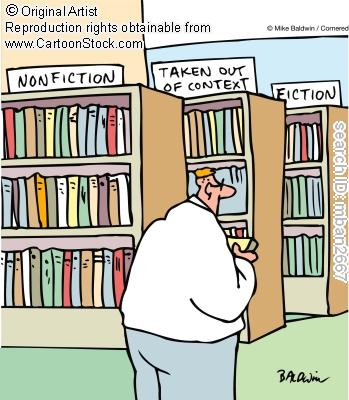 © Original Artist
Reproduction rights obtainable from
www.CartoonStock.com
© Mike Baldwin / Cornered
NONFICTION
TAKEN OUT
OF CONTEXT
FICTION
search ID: mban2667
BALDWIN